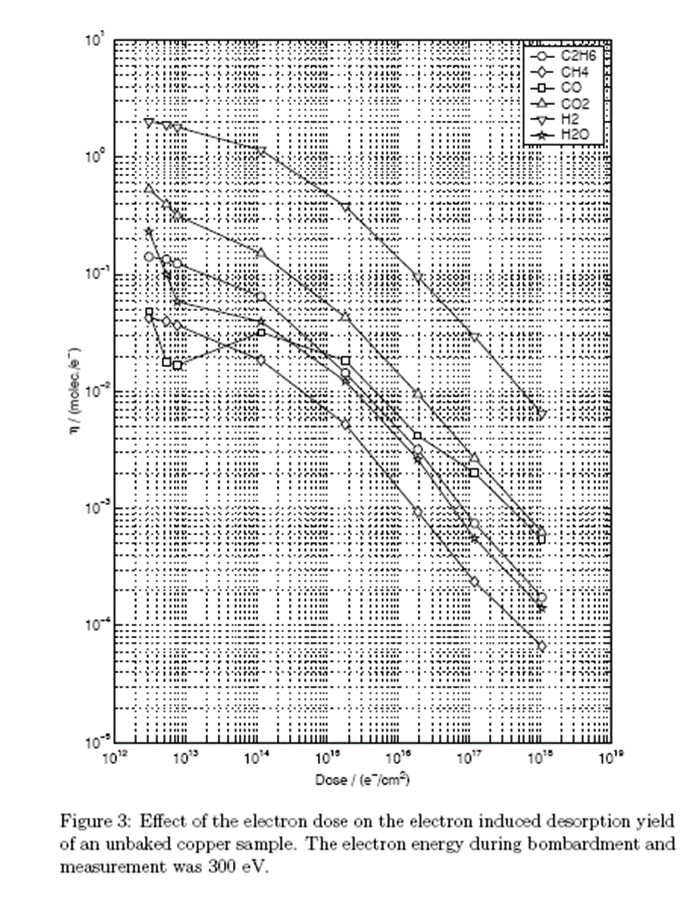 10¹
C2H6
CH4
CO
CO2
H2
H2O
10⁰
10⁻¹
10⁻²
10⁻³
10⁻⁴
10⁻⁵
η / (molec./e⁻)
10¹² 10¹³ 10¹⁴ 10¹⁵ 10¹⁶ 10¹⁷ 10¹⁸ 10¹⁹
Dose / (e⁻/cm²)
Figure 3: Effect of the electron dose on the electron induced desorption yield
of an unbaked copper sample. The electron energy during bombardment and
measurement was 300 eV.